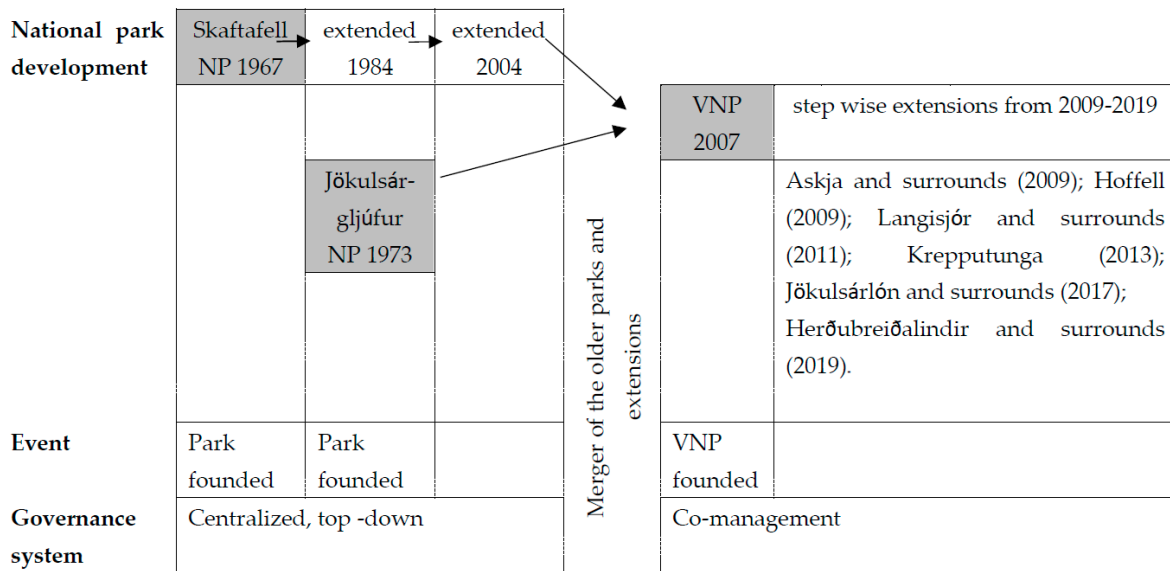 National park
development
Skaftafell
NP 1967
extended
1984
extended
2004
VNP
2007
step wise extensions from 2009-2019
Jökulsár-
gljúfur
NP 1973
Askja and surrounds (2009); Hoffell
(2009); Langisjór and surrounds
(2011); Krepputunga (2013);
Jökulsárlón and surrounds (2017);
Herðubreiðalindir and surrounds
(2019).
Merger of the older parks and
extensions
Event
Park
founded
Park
founded
VNP
founded
Governance
system
Centralized, top -down
Co-management